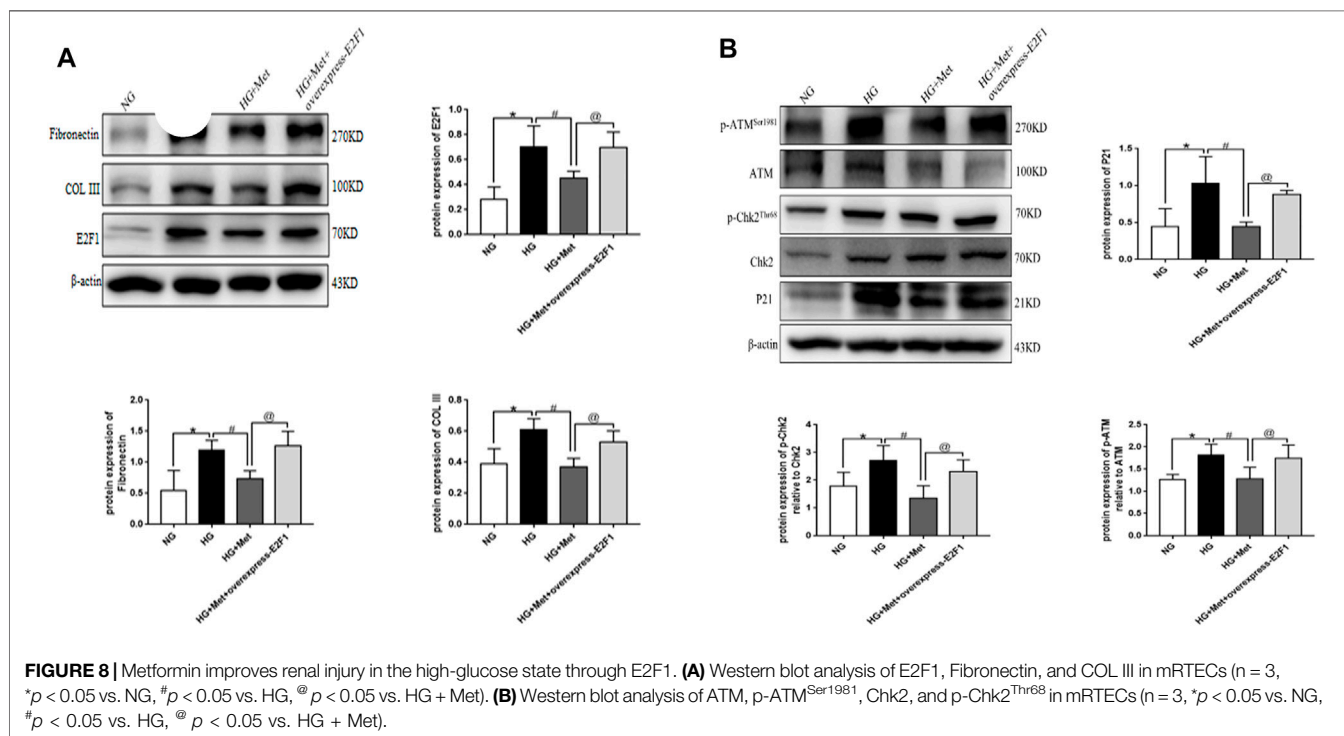 A
NG
HG+Met
HG+Met+
overexpress-E2F1
Fibronectin
270KD
COL III
100KD
E2F1
70KD
β-actin
43KD
protein expression of E2F1
1.0
0.8
0.6
0.4
0.2
0.0
* # @
NG
HG
HG+Met
HG+Met+overexpress-E2F1
protein expression of
Fibronectin
2.0
1.5
1.0
0.5
0.0
* # @
NG
HG
HG+Met
HG+Met+overexpress-E2F1
protein expression of COL III
0.8
0.6
0.4
0.2
0.0
* # @
NG
HG
HG+Met
HG+Met+overexpress-E2F1
B
NG
HG
HG+Met
HG+Met+
overexpress-E2F1
p-ATMSer1981
270KD
ATM
100KD
p-Chk2Thr68
70KD
Chk2
70KD
P21
21KD
β-actin
43KD
protein expression of P21
1.5
1.0
0.5
0.0
* # @
NG
HG
HG+Met
HG+Met+overexpress-E2F1
protein expression of p-Chk2
relative to Chk2
4
3
2
1
0
* # @
NG
HG
HG+Met
HG+Met+overexpress-E2F1
protein expression of p-ATM
relative to ATM
2.5
2.0
1.5
1.0
0.5
0.0
* # @
NG
HG
HG+Met
HG+Met+overexpress-E2F1
FIGURE 8 | Metformin improves renal injury in the high-glucose state through E2F1. (A) Western blot analysis of E2F1, Fibronectin, and COL III in mRTECs (n = 3,
*p < 0.05 vs. NG, #p < 0.05 vs. HG, @ p < 0.05 vs. HG + Met). (B) Western blot analysis of ATM, p-ATMSer1981, Chk2, and p-Chk2Thr68 in mRTECs (n = 3, *p < 0.05 vs. NG,
#p < 0.05 vs. HG, @ p < 0.05 vs. HG + Met).